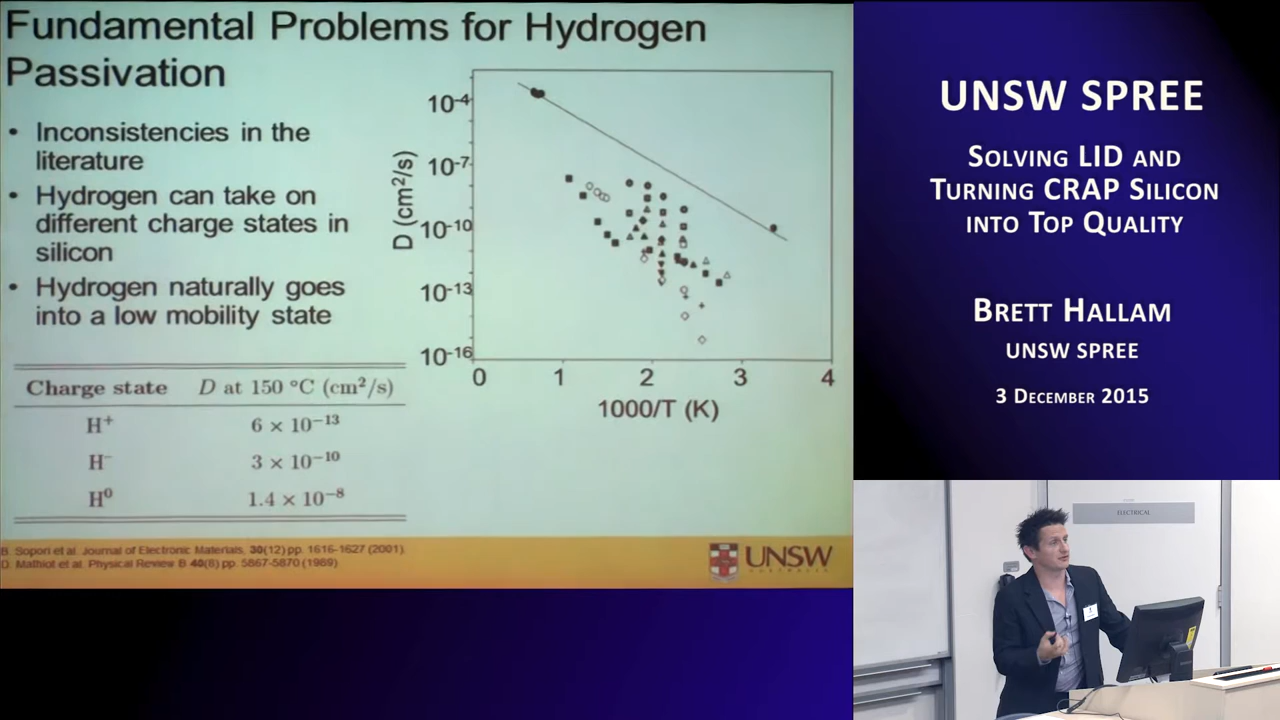 Fundamental Problems for Hydrogen
Passivation
• Inconsistencies in the
literature
• Hydrogen can take on
different charge states in
silicon
• Hydrogen naturally goes
into a low mobility state
Charge state D at 150 °C (cm²/s)
H⁺ 6 × 10⁻¹³
H⁻ 3 × 10⁻¹⁰
H⁰ 1.4 × 10⁻⁸
D (cm²/s)
10⁻⁴
10⁻⁷
10⁻¹⁰
10⁻¹³
10⁻¹⁶
0 1 2 3 4
1000/T (K)
B. Sopori et al. Journal of Electronic Materials, 30(12) pp. 1616-1627 (2001)
D. Mathiot et al. Physical Review B 40(8) pp. 5867-5870 (1989)
UNSW
AUSTRALIA
UNSW SPREE
Solving LID and
Turning CRAP Silicon
into Top Quality
Brett Hallam
UNSW SPREE
3 December 2015
ELECTRICAL